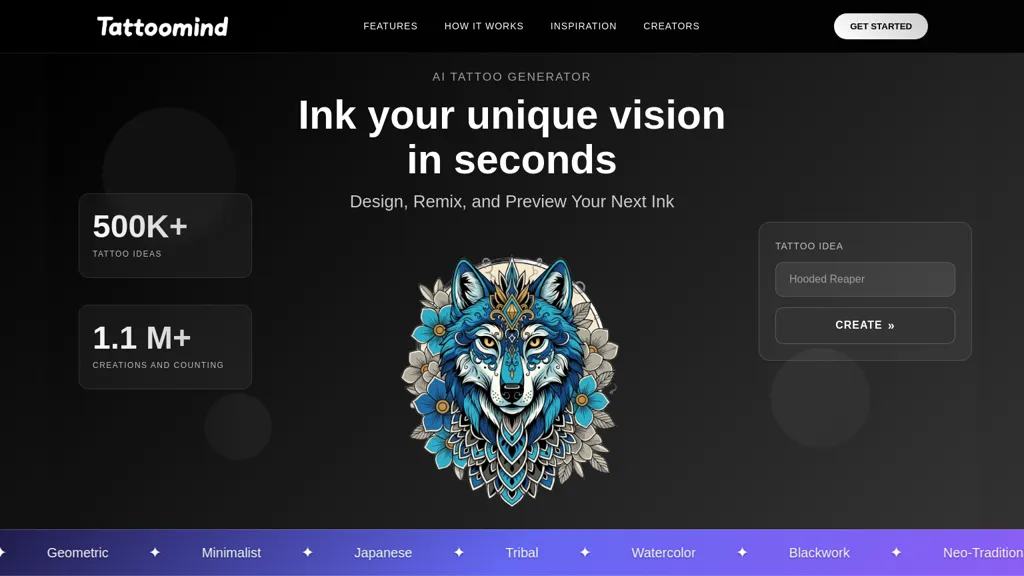 Tattoomind
FEATURES
HOW IT WORKS
INSPIRATION
CREATORS
GET STARTED
AI TATTOO GENERATOR
Ink your unique vision
in seconds
Design, Remix, and Preview Your Next Ink
500K+
TATTOO IDEAS
1.1 M+
CREATIONS AND COUNTING
TATTOO IDEA
Hooded Reaper
CREATE »
✦ Geometric ✦ Minimalist ✦ Japanese ✦ Tribal ✦ Watercolor ✦ Blackwork ✦ Neo-Tradition